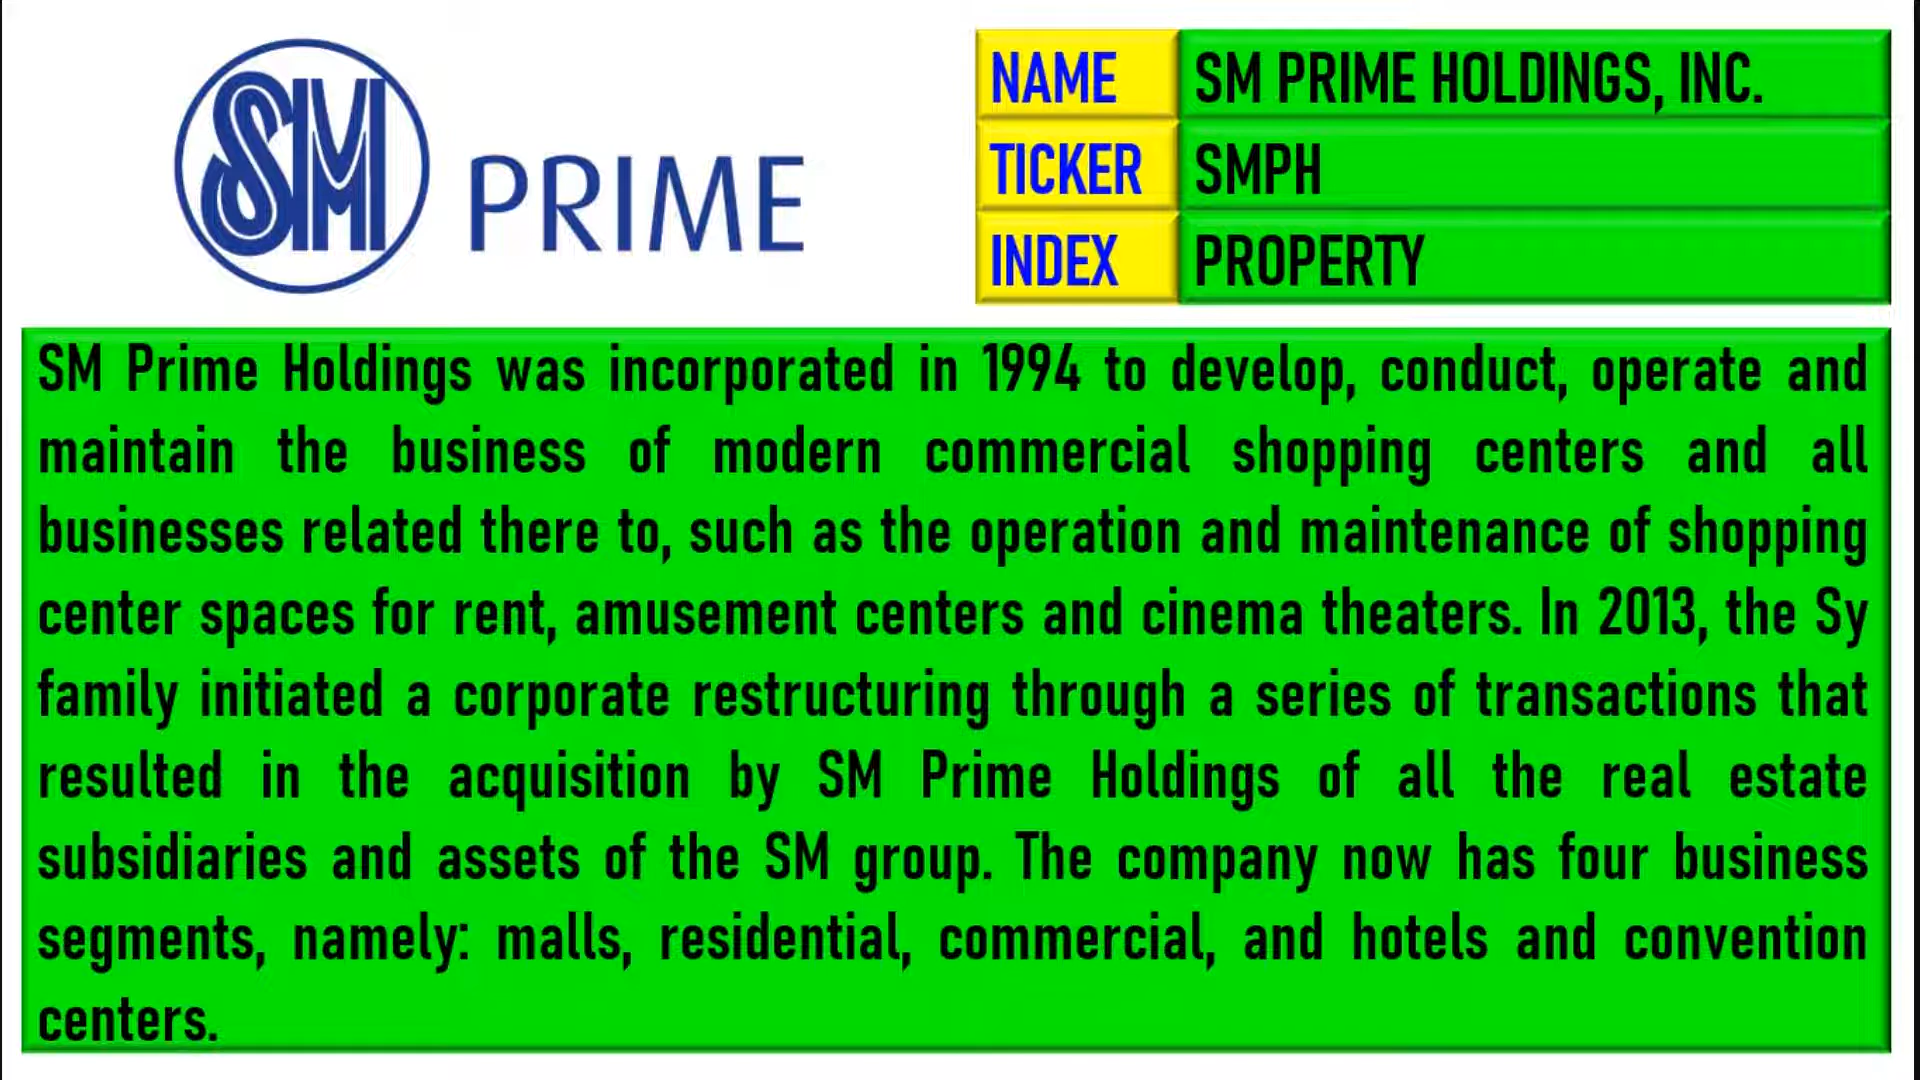 SM PRIME
NAME SM PRIME HOLDINGS, INC.
TICKER SMPH
INDEX PROPERTY
SM Prime Holdings was incorporated in 1994 to develop, conduct, operate and
maintain the business of modern commercial shopping centers and all
businesses related there to, such as the operation and maintenance of shopping
center spaces for rent, amusement centers and cinema theaters. In 2013, the Sy
family initiated a corporate restructuring through a series of transactions that
resulted in the acquisition by SM Prime Holdings of all the real estate
subsidiaries and assets of the SM group. The company now has four business
segments, namely: malls, residential, commercial, and hotels and convention
centers.